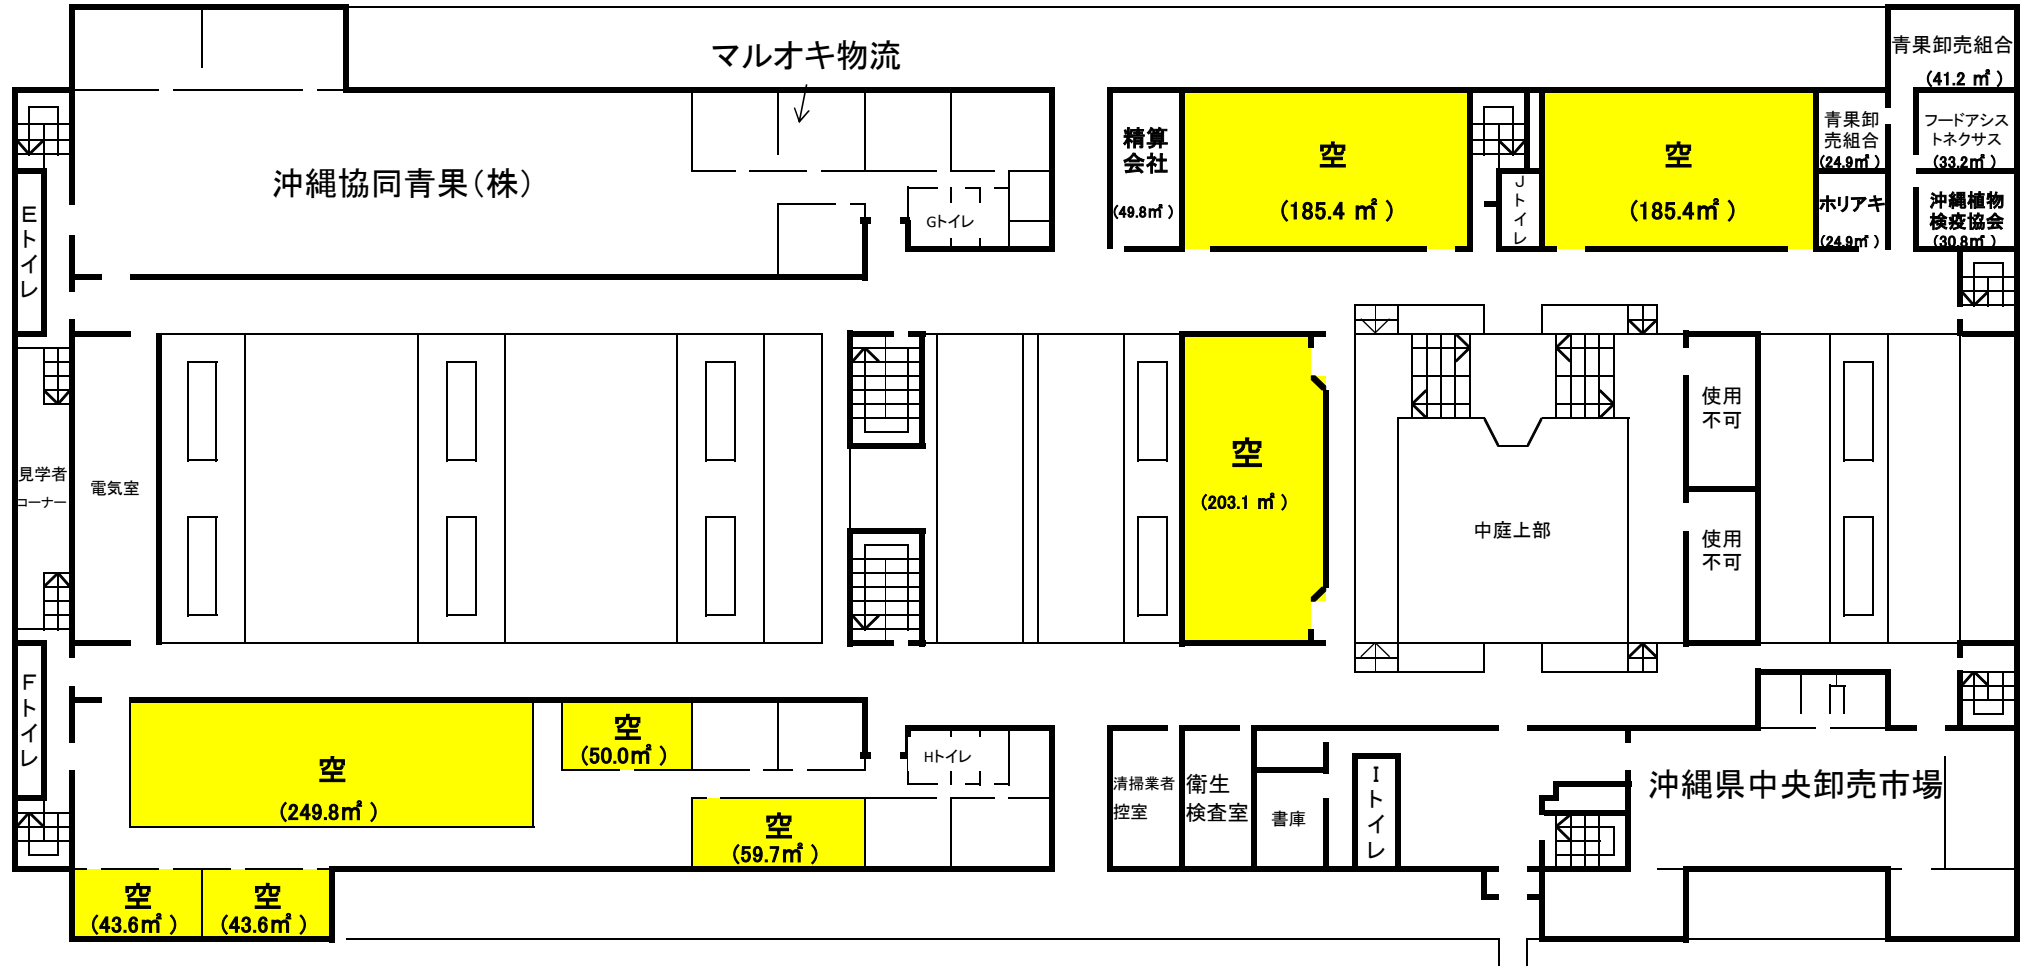 マルオキ物流
青果卸売組合
(41.2 ㎡)
沖縄協同青果(株)
精算
会社
(49.8㎡)
空
(185.4 ㎡)
空
(185.4㎡)
青果卸
売組合
(24.9㎡)
フードアシス
トネクサス
(33.2㎡)
ホリアキ
(24.9㎡)
沖縄植物
検疫協会
(30.8㎡)
Eトイレ
Gトイレ
Jトイレ
見学者
コーナー
電気室
空
(203.1 ㎡)
中庭上部
使用
不可
使用
不可
Fトイレ
空
(249.8㎡)
空
(50.0㎡)
空
(59.7㎡)
Hトイレ
清掃業者
控室
衛生
検査室
書庫
Iトイレ
沖縄県中央卸売市場
空
(43.6㎡)
空
(43.6㎡)